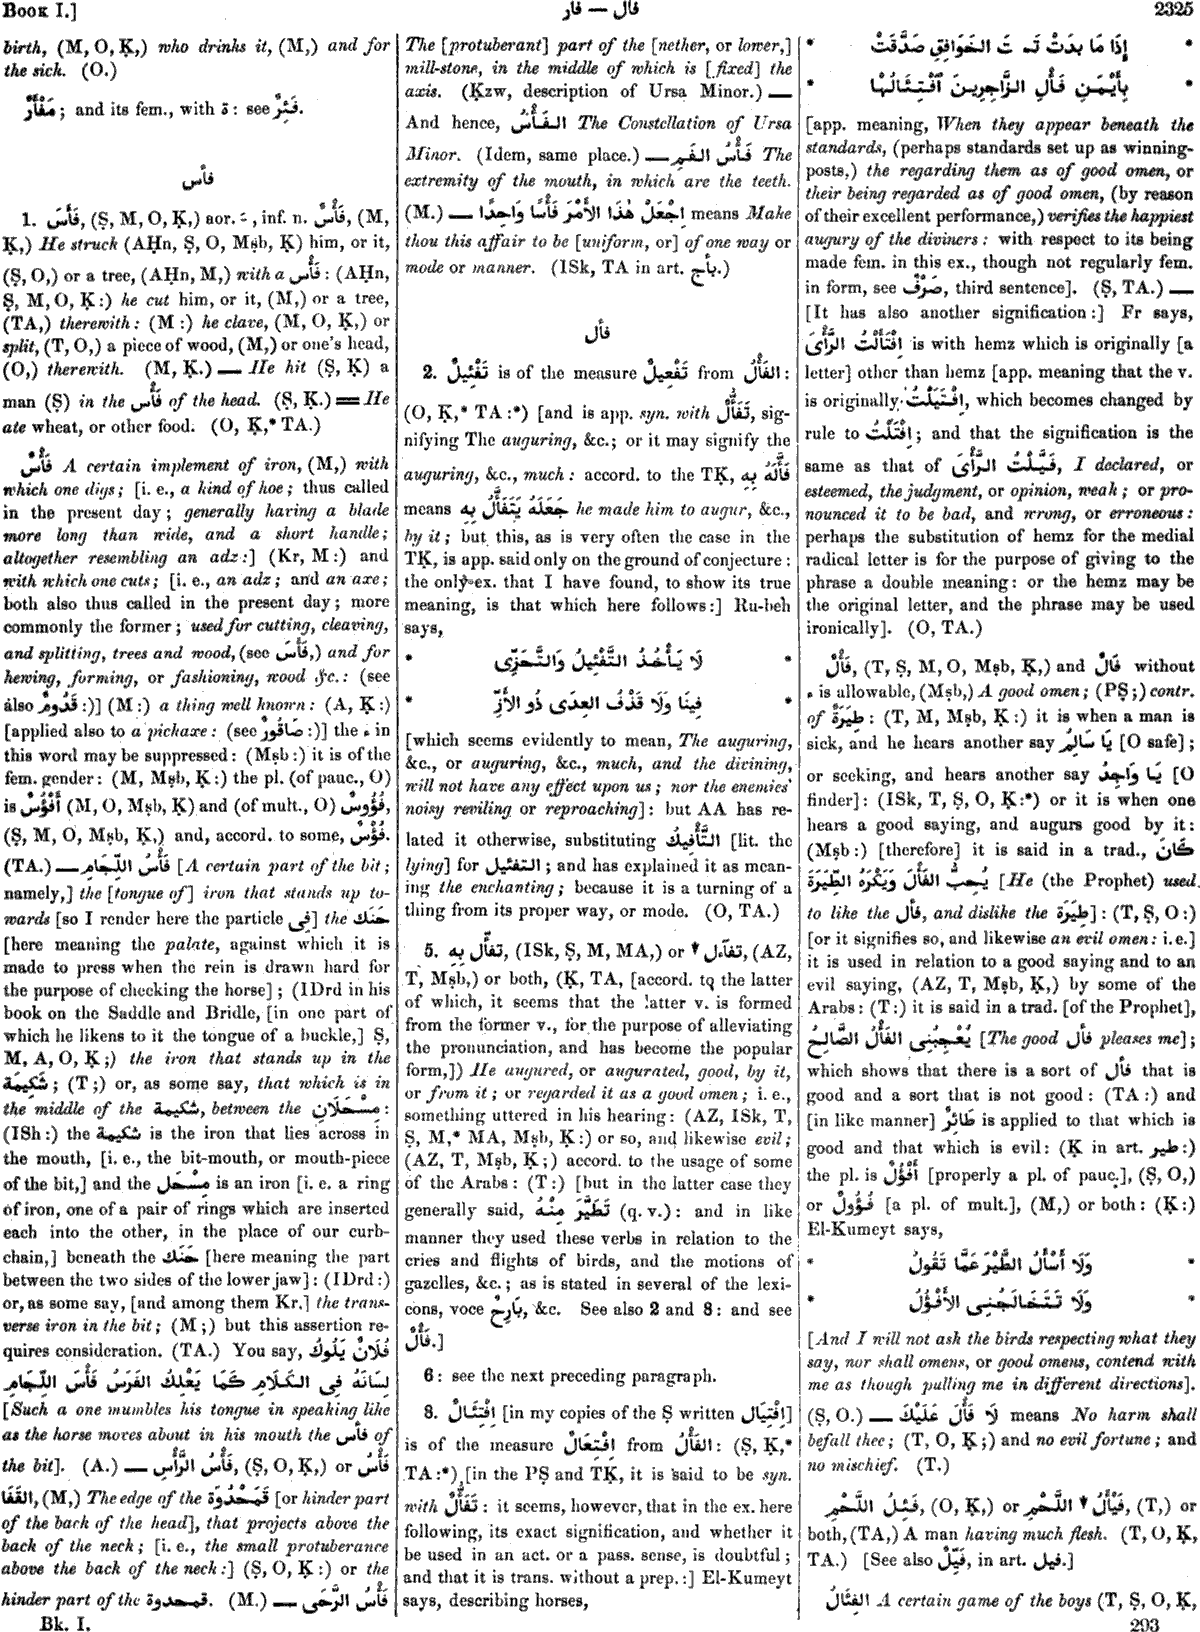 BOOK I.]
فأل — فأر
2325
birth, (M, O, Ḳ,) who drinks it, (M,) and for
the sick. (O.)
مَفْأَرٌ; and its fem., with ة: see فَئِرٌ.
فأس
1. فَأَسَ, (Ṣ, M, O, Ḳ,) aor. ـَ, inf. n. فَأْسٌ, (M,
Ḳ,) He struck (AḤn, Ṣ, O, Mṣb, Ḳ) him, or it,
(Ṣ, O,) or a tree, (AḤn, M,) with a فَأْس: (AḤn,
Ṣ, M, O, Ḳ:) he cut him, or it, (M,) or a tree,
(TA,) therewith: (M:) he clave, (M, O, Ḳ,) or
split, (T, O,) a piece of wood, (M,) or one's head,
(O,) therewith. (M, Ḳ.) — He hit (Ṣ, Ḳ) a
man (Ṣ) in the فَأْس of the head. (Ṣ, Ḳ.) = He
ate wheat, or other food. (O, Ḳ,* TA.)
فَأْسٌ A certain implement of iron, (M,) with
which one digs; [i. e., a kind of hoe; thus called
in the present day; generally having a blade
more long than wide, and a short handle;
altogether resembling an adz:] (Kr, M:) and
with which one cuts; [i. e., an adz; and an axe;
both also thus called in the present day; more
commonly the former; used for cutting, cleaving,
and splitting, trees and wood, (see فَأَسَ,) and for
hewing, forming, or fashioning, wood &c.: (see
also قَدُومٌ:)] (M:) a thing well known: (A, Ḳ:)
[applied also to a pickaxe: (see صَاقُورٌ:)] the ء in
this word may be suppressed: (Mṣb:) it is of the
fem. gender: (M, Mṣb, Ḳ:) the pl. (of pauc., O)
is أَفْؤُسٌ (M, O, Mṣb, Ḳ) and (of mult., O) فُؤُوسٌ,
(Ṣ, M, O, Mṣb, Ḳ,) and, accord. to some, فُؤْسٌ.
(TA.) — فَأْسُ اللِّجَامِ [A certain part of the bit;
namely,] the [tongue of] iron that stands up to-
wards [so I render here the particle فِى] the حَنَك
[here meaning the palate, against which it is
made to press when the rein is drawn hard for
the purpose of checking the horse]; (IDrd in his
book on the Saddle and Bridle, [in one part of
which he likens to it the tongue of a buckle,] Ṣ,
M, A, O, Ḳ;) the iron that stands up in the
شَكِيمَة; (T;) or, as some say, that which is in
the middle of the شكيمة, between the مِسْحَلَانِ:
(ISh:) the شكيمة is the iron that lies across in
the mouth, [i. e., the bit-mouth, or mouth-piece
of the bit,] and the مِسْحَل is an iron [i. e. a ring
of iron, one of a pair of rings which are inserted
each into the other, in the place of our curb-
chain,] beneath the حَنَك [here meaning the part
between the two sides of the lower jaw]: (IDrd:)
or, as some say, [and among them Kr.] the trans-
verse iron in the bit; (M;) but this assertion re-
quires consideration. (TA.) You say, فُلَانٌ يَلُوكُ
لِسَانَهُ فِى الكَلَامِ كَمَا يَعْلِكُ الفَرَسُ فَأْسَ اللِّجَامِ
[Such a one mumbles his tongue in speaking like
as the horse moves about in his mouth the فأس of
the bit]. (A.) — فَأْسُ الرَّأْسِ, (Ṣ, O, Ḳ,) or فَأْسُ
القَفَا, (M,) The edge of the قَمَحْدُوَة [or hinder part
of the back of the head], that projects above the
back of the neck; [i. e., the small protuberance
above the back of the neck:] (Ṣ, O, Ḳ:) or the
hinder part of the قمحدوة. (M.) — فَأْسُ الرَّحَى
Bk. I.
The [protuberant] part of the [nether, or lower,]
mill-stone, in the middle of which is [fixed] the
axis. (Ḳzw, description of Ursa Minor.) —
And hence, الفَأْسُ The Constellation of Ursa
Minor. (Idem, same place.) — فَأْسُ الفَمِ The
extremity of the mouth, in which are the teeth.
(M.) — اِجْعَلْ هٰذَا الأَمْرَ فَأْسًا وَاحِدًا means Make
thou this affair to be [uniform, or] of one way or
mode or manner. (ISk, TA in art. بأج.)
فأل
2. تَفْئِيلٌ is of the measure تَفْعِيلٌ from الفَأْلُ:
(O, Ḳ,* TA:*) [and is app. syn. with تَفَأُّلٌ, sig-
nifying The auguring, &c.; or it may signify the
auguring, &c., much: accord. to the TḲ, فَأَّلَهُ بِهِ
means جَعَلَهُ يَتَفَأَّلُ بِهِ he made him to augur, &c.,
by it; but this, as is very often the case in the
TḲ, is app. said only on the ground of conjecture:
the only ex. that I have found, to show its true
meaning, is that which here follows:] Ru-beh
says,
* لَا يَأْخُذُ التَّفْئِيلُ وَالتَّحَزِّى *
* فِينَا وَلَا قَذْفُ العِدَى ذُو الأَزِّ *
[which seems evidently to mean, The auguring,
&c., or auguring, &c., much, and the divining,
will not have any effect upon us; nor the enemies'
noisy reviling or reproaching]: but AA has re-
lated it otherwise, substituting التَّأْفِيكُ [lit. the
lying] for التفئيل; and has explained it as mean-
ing the enchanting; because it is a turning of a
thing from its proper way, or mode. (O, TA.)
5. تفأّل بِهِ, (ISk, Ṣ, M, MA,) or ▼ تفآءل, (AZ,
T, Mṣb,) or both, (Ḳ, TA, [accord. to the latter
of which, it seems that the latter v. is formed
from the former v., for the purpose of alleviating
the pronunciation, and has become the popular
form,]) He augured, or augurated, good, by it,
or from it; or regarded it as a good omen; i. e.,
something uttered in his hearing: (AZ, ISk, T,
Ṣ, M,* MA, Mṣb, Ḳ:) or so, and likewise evil;
(AZ, T, Mṣb, Ḳ;) accord. to the usage of some
of the Arabs: (T:) [but in the latter case they
generally said, تَطَيَّرَ مِنْهُ (q. v.): and in like
manner they used these verbs in relation to the
cries and flights of birds, and the motions of
gazelles, &c.; as is stated in several of the lexi-
cons, voce بَارِحٌ, &c. See also 2 and 8: and see
فَأْلٌ.]
6: see the next preceding paragraph.
8. اِفْتِئَالٌ [in my copies of the Ṣ written اِفْتِيَال]
is of the measure اِفْتِعَالٌ from الفَأْلُ: (Ṣ, Ḳ,*
TA:*) [in the PṢ and TḲ, it is said to be syn.
with تَفَأُّلٌ: it seems, however, that in the ex. here
following, its exact signification, and whether it
be used in an act. or a pass. sense, is doubtful;
and that it is trans. without a prep.:] El-Kumeyt
says, describing horses,
* إِذَا مَا بَدَتْ تَحْتَ الخَوَافِقِ صَدَّقَتْ *
* بِأَيْمَنِ فَأْلِ الزَّاجِرِينَ ٱفْتِئَالُهَا *
[app. meaning, When they appear beneath the
standards, (perhaps standards set up as winning-
posts,) the regarding them as of good omen, or
their being regarded as of good omen, (by reason
of their excellent performance,) verifies the happiest
augury of the diviners: with respect to its being
made fem. in this ex., though not regularly fem.
in form, see صَرْفٌ, third sentence]. (Ṣ, TA.) —
[It has also another signification:] Fr says,
اِفْتَأَلْتُ الرَّأْىَ is with hemz which is originally [a
letter] other than hemz [app. meaning that the v.
is originally اِفْتَيَلْتُ, which becomes changed by
rule to اِفْتَلْتُ; and that the signification is the
same as that of فَيَّلْتُ الرَّأْىَ, I declared, or
esteemed, the judgment, or opinion, weak; or pro-
nounced it to be bad, and wrong, or erroneous:
perhaps the substitution of hemz for the medial
radical letter is for the purpose of giving to the
phrase a double meaning: or the hemz may be
the original letter, and the phrase may be used
ironically]. (O, TA.)
فَأْلٌ, (T, Ṣ, M, O, Mṣb, Ḳ,) and فَالٌ without
ء is allowable, (Mṣb,) A good omen; (PṢ;) contr.
of طِيَرَةٌ: (T, M, Mṣb, Ḳ:) it is when a man is
sick, and he hears another say يَا سَالِمُ [O safe];
or seeking, and hears another say يَا وَاجِدُ [O
finder]: (ISk, T, Ṣ, O, Ḳ:*) or it is when one
hears a good saying, and augurs good by it:
(Mṣb:) [therefore] it is said in a trad., كَانَ
يُحِبُّ الفَأْلَ وَيَكْرَهُ الطِّيَرَةَ [He (the Prophet) used
to like the فأل, and dislike the طِيَرَة]: (T, Ṣ, O:)
[or it signifies so, and likewise an evil omen: i. e.]
it is used in relation to a good saying and to an
evil saying, (AZ, T, Mṣb, Ḳ,) by some of the
Arabs: (T:) it is said in a trad. [of the Prophet],
يُعْجِبُنِى الفَأْلُ الصَّالِحُ [The good فأل pleases me];
which shows that there is a sort of فأل that is
good and a sort that is not good: (TA:) and
[in like manner] طَائِرٌ is applied to that which is
good and that which is evil: (Ḳ in art. طير:)
the pl. is أَفْؤُلٌ [properly a pl. of pauc.], (Ṣ, O,)
or فُؤُولٌ [a pl. of mult.], (M,) or both: (Ḳ:)
El-Kumeyt says,
* وَلَا أَسْأَلُ الطَّيْرَ عَمَّا تَقُولُ *
* وَلَا تَتَخَالَجُنِى الأَفْؤُلُ *
[And I will not ask the birds respecting what they
say, nor shall omens, or good omens, contend with
me as though pulling me in different directions].
(Ṣ, O.) — لَا فَأْلَ عَلَيْكَ means No harm shall
befall thee; (T, O, Ḳ;) and no evil fortune; and
no mischief. (T.)
فَئِلُ اللَّحْمِ, (O, Ḳ,) or ▼ فَيْأَلُ اللَّحْمِ, (T,) or
both, (TA,) A man having much flesh. (T, O, Ḳ,
TA.) [See also فَيِّلٌ, in art. فيل.]
الفِئَالُ A certain game of the boys (T, Ṣ, O, Ḳ,
293